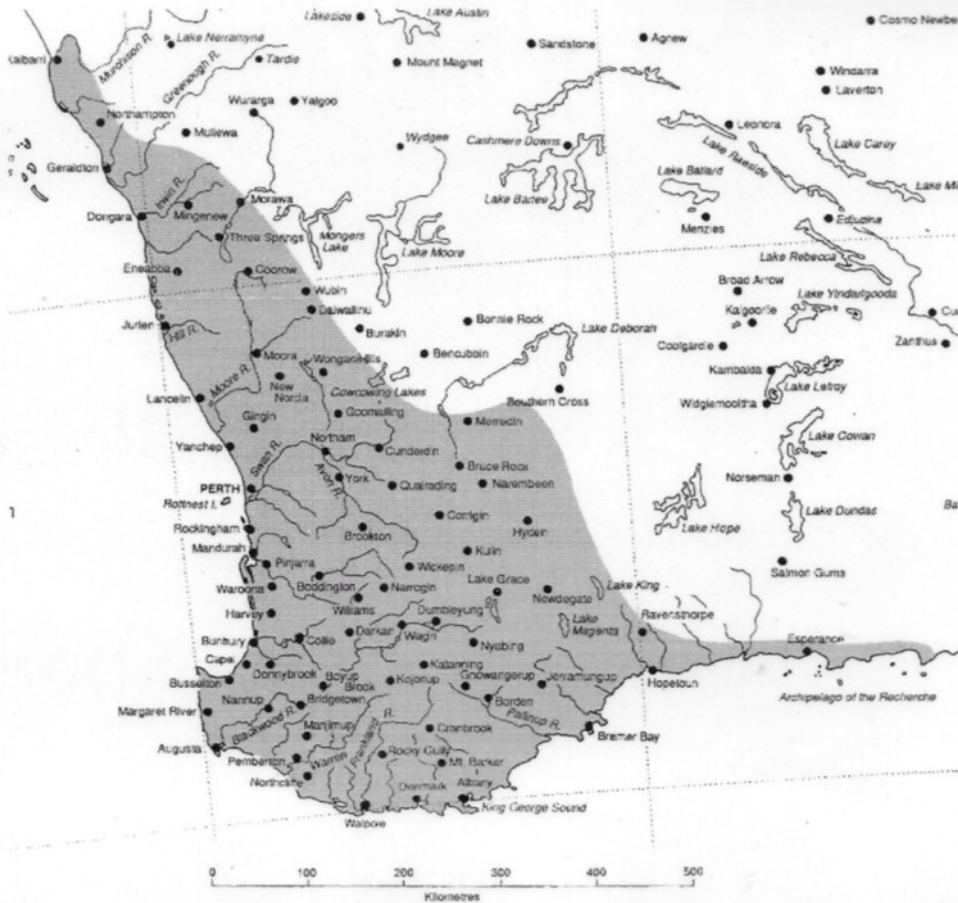 Lakeside
Lake Austin
Cosmo Newbe
Lake Nerramyne
Sandstone
Agnew
Kalbarri
Murchison R.
Greenough R.
Tardie
Mount Magnet
Windarra
Laverton
Wurarga
Yalgoo
Northampton
Mullewa
Wydgee
Cashmere Downs
Leonora
Lake Carey
Geraldton
Lake Raeside
Lake Ballard
Lake Barlee
Lake Mi
Irwin R.
Morawa
Dongara
Mingenew
Menzies
Edjudina
Three Springs
Mongers
Lake
Lake Moore
Lake Rebecca
Eneabba
Coorow
Broad Arrow
Wubin
Lake Yindarlgooda
Dalwallinu
Kalgoorlie
Cu
Jurien
Hill R.
Burakin
Bonnie Rock
Lake Deborah
Coolgardie
Zanthus
Moora
Wongan Hills
Bencubbin
Kambalda
Moore R.
New
Norcia
Cowcowing Lakes
Southern Cross
Lake Lefroy
Lancelin
Widgiemooltha
Gingin
Goomalling
Merredin
Yanchep
Northam
Cunderdin
Lake Cowan
Swan R.
Avon R.
Bruce Rock
York
Norseman
PERTH
Quairading
Narembeen
Rottnest I.
1
Corrigin
Hyden
Lake Hope
Lake Dundas
Ba
Rockingham
Brookton
Mandurah
Kulin
Pinjarra
Wickepin
Salmon Gums
Waroona
Boddington
Narrogin
Lake Grace
Newdegate
Lake King
Williams
Dumbleyung
Harvey
Lake
Magenta
Ravensthorpe
Bunbury
Collie
Darkan
Wagin
Nyabing
Esperance
Capel
Donnybrook
Boyup
Brook
Katanning
Busselton
Kojonup
Gnowangerup
Jerramungup
Hopetoun
Nannup
Bridgetown
Archipelago of the Recherche
Margaret River
Blackwood R.
Borden
Pallinup R.
Manjimup
Frankland R.
Cranbrook
Bremer Bay
Augusta
Pemberton
Warren
Rocky Gully
Mt. Barker
Northcliffe
Denmark
Albany
King George Sound
Walpole
0 100 200 300 400 500
Kilometres